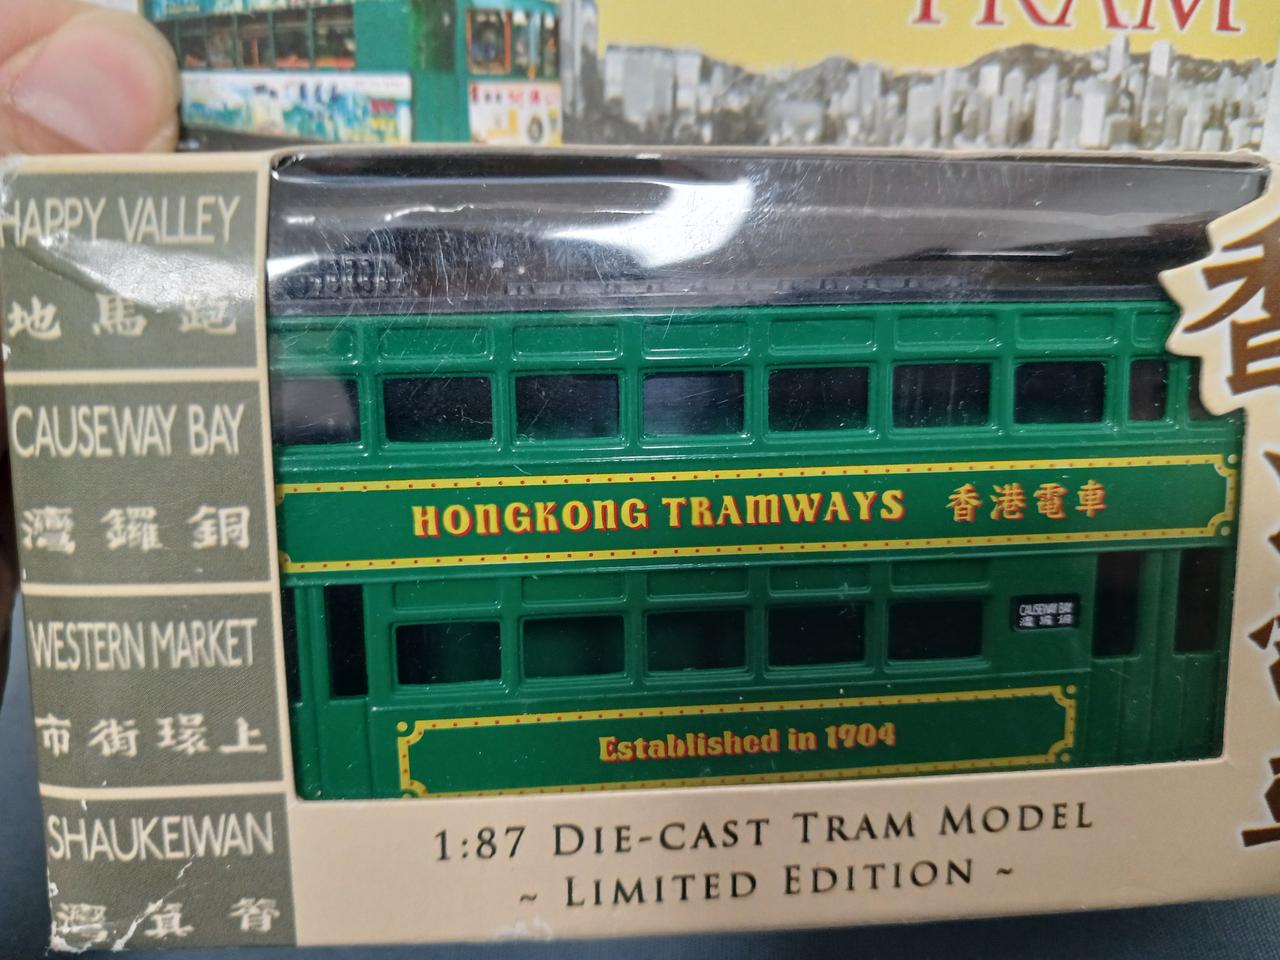 TRAM
HAPPY VALLEY
地馬跑
CAUSEWAY BAY
灣鑼銅
WESTERN MARKET
市街環上
SHAUKEIWAN
灣箕筲
HONGKONG TRAMWAYS 香港電車
CAUSEWAY BAY
灣鑼銅
Established in 1904
1:87 DIE-CAST TRAM MODEL
~ LIMITED EDITION ~
香